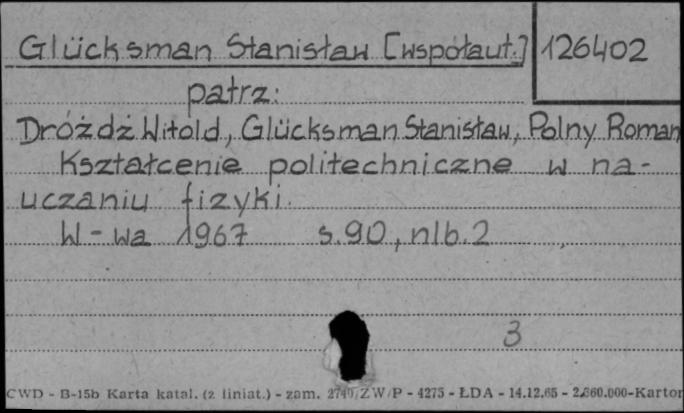 Glücksman Stanisław [współaut.] 126402
patrz:
Dróżdż Witold, Glücksman Stanisław, Polny Roman
Kształcenie politechniczne w na-
uczaniu fizyki.
W-wa 1967 s.90, nlb.2
3
CWD - B-15b Karta katal. (z liniat.) - zam. 2740/ZW/P - 4275 - ŁDA - 14.12.65 - 2.660.000-Karton